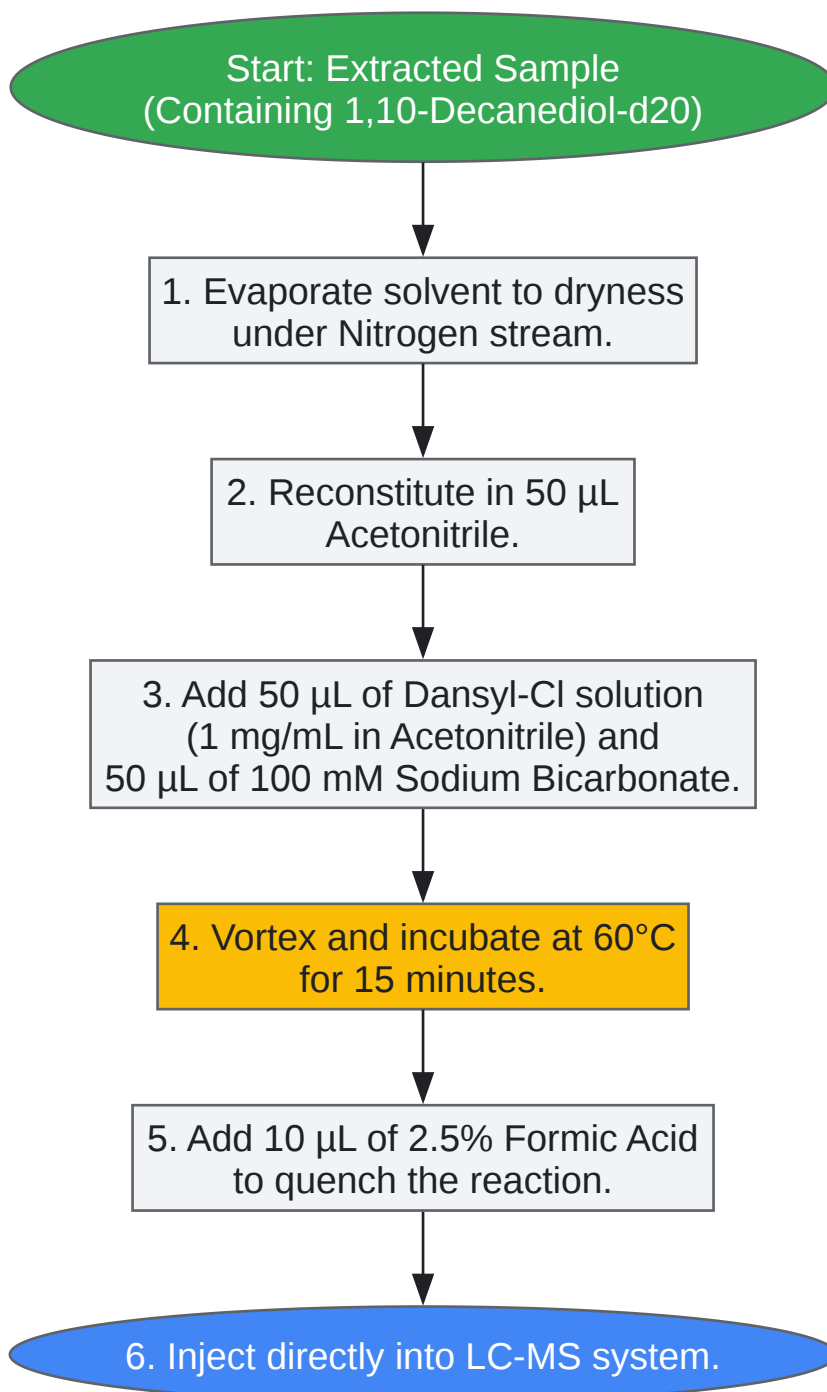 Start: Extracted Sample
(Containing 1,10-Decanediol-d20)
1. Evaporate solvent to dryness
under Nitrogen stream.
2. Reconstitute in 50 µL
Acetonitrile.
3. Add 50 µL of Dansyl-Cl solution
(1 mg/mL in Acetonitrile) and
50 µL of 100 mM Sodium Bicarbonate.
4. Vortex and incubate at 60°C
for 15 minutes.
5. Add 10 µL of 2.5% Formic Acid
to quench the reaction.
6. Inject directly into LC-MS system.